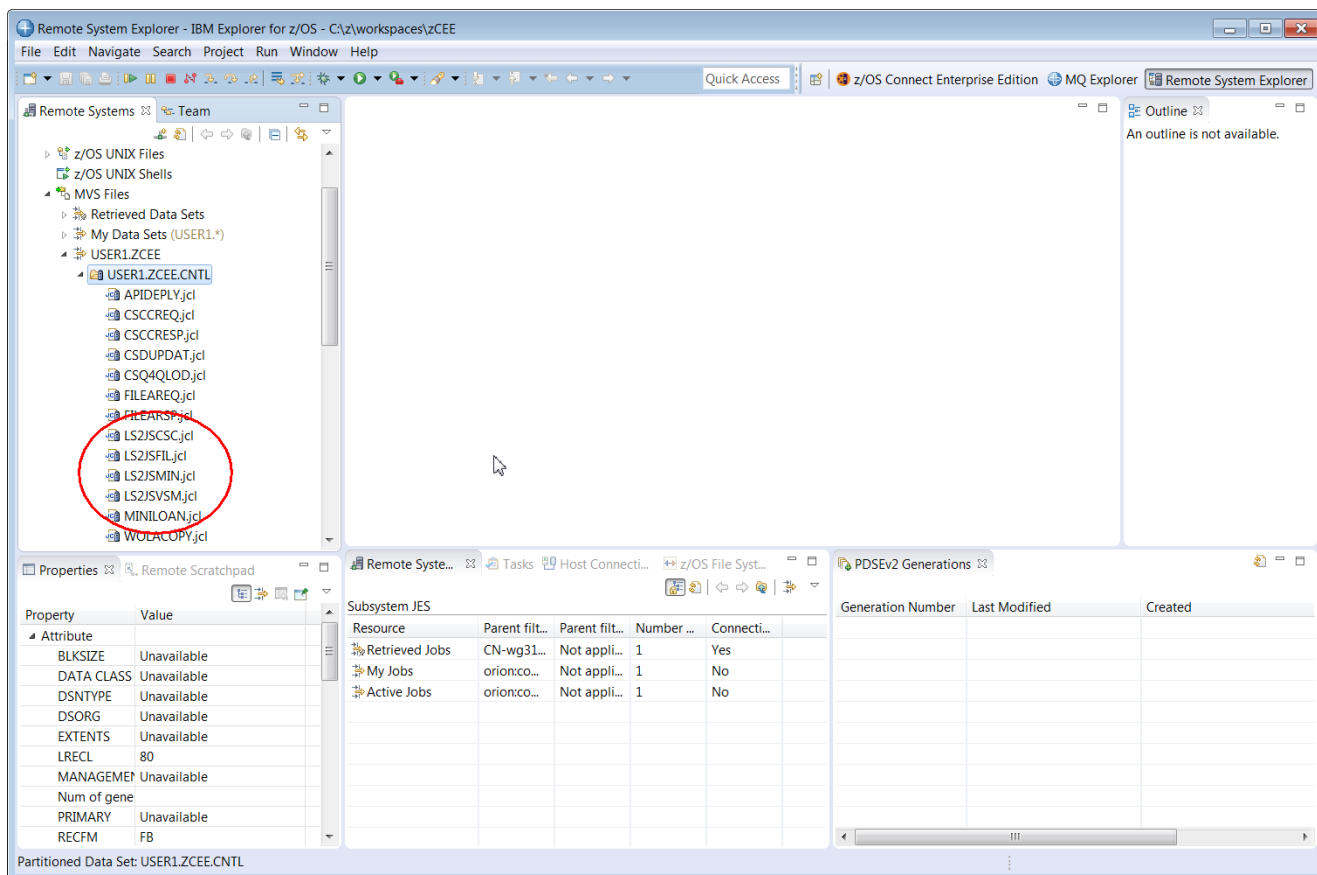 Remote System Explorer - IBM Explorer for z/OS - C:\z\workspaces\zCEE
File Edit Navigate Search Project Run Window Help
Quick Access z/OS Connect Enterprise Edition MQ Explorer Remote System Explorer
Remote Systems Team
z/OS UNIX Files
z/OS UNIX Shells
MVS Files
Retrieved Data Sets
My Data Sets (USER1.*)
USER1.ZCEE
USER1.ZCEE.CNTL
APIDEPLY.jcl
CSCCREQ.jcl
CSCCRESP.jcl
CSDUPDAT.jcl
CSQ4QLOD.jcl
FILEAREQ.jcl
FILEARSP.jcl
LS2JSCSC.jcl
LS2JSFIL.jcl
LS2JSMIN.jcl
LS2JSVSM.jcl
MINILOAN.jcl
WOLACOPY.jcl
Outline
An outline is not available.
Properties Remote Scratchpad
Property Value
Attribute
BLKSIZE Unavailable
DATA CLASS Unavailable
DSNTYPE Unavailable
DSORG Unavailable
EXTENTS Unavailable
LRECL 80
MANAGEMEN Unavailable
Num of gene
PRIMARY Unavailable
RECFM FB
Remote Syste... Tasks Host Connecti... z/OS File Syst...
Subsystem JES
Resource Parent filt... Parent filt... Number ... Connecti...
Retrieved Jobs CN-wg31... Not appli... 1 Yes
My Jobs orion:co... Not appli... 1 No
Active Jobs orion:co... Not appli... 1 No
PDSEv2 Generations
Generation Number Last Modified Created
Partitioned Data Set: USER1.ZCEE.CNTL